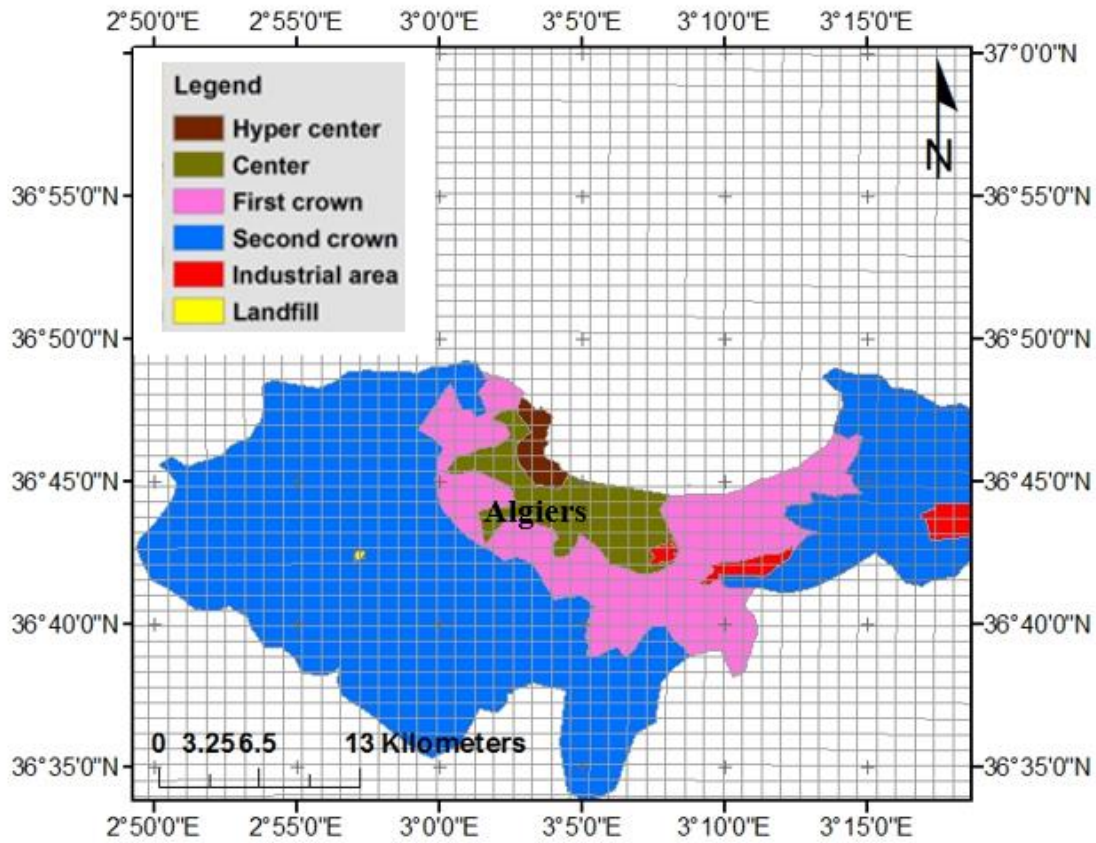 2°50'0"E 2°55'0"E 3°0'0"E 3°5'0"E 3°10'0"E 3°15'0"E
37°0'0"N
Legend
Hyper center
Center
First crown
Second crown
Industrial area
Landfill
N
36°55'0"N 36°55'0"N
36°50'0"N 36°50'0"N
36°45'0"N 36°45'0"N
Algiers
36°40'0"N 36°40'0"N
0 3.25 6.5 13 Kilometers
36°35'0"N 36°35'0"N
2°50'0"E 2°55'0"E 3°0'0"E 3°5'0"E 3°10'0"E 3°15'0"E